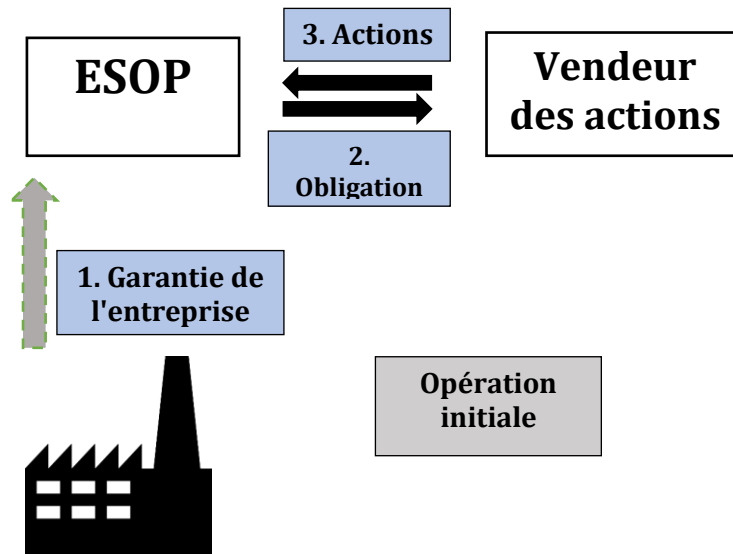 3. Actions
ESOP
Vendeur
des actions
2.
Obligation
1. Garantie de
l'entreprise
Opération
initiale